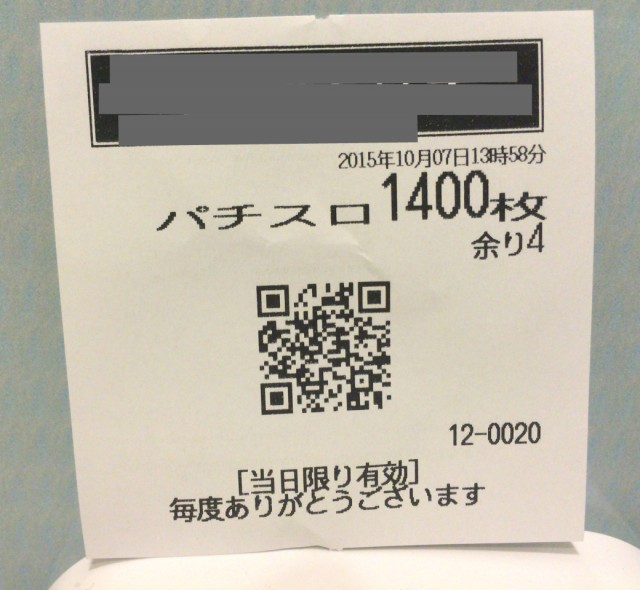 2015年10月07日13時58分
パチスロ1400枚
余り4
12-0020
[当日限り有効]
毎度ありがとうございます